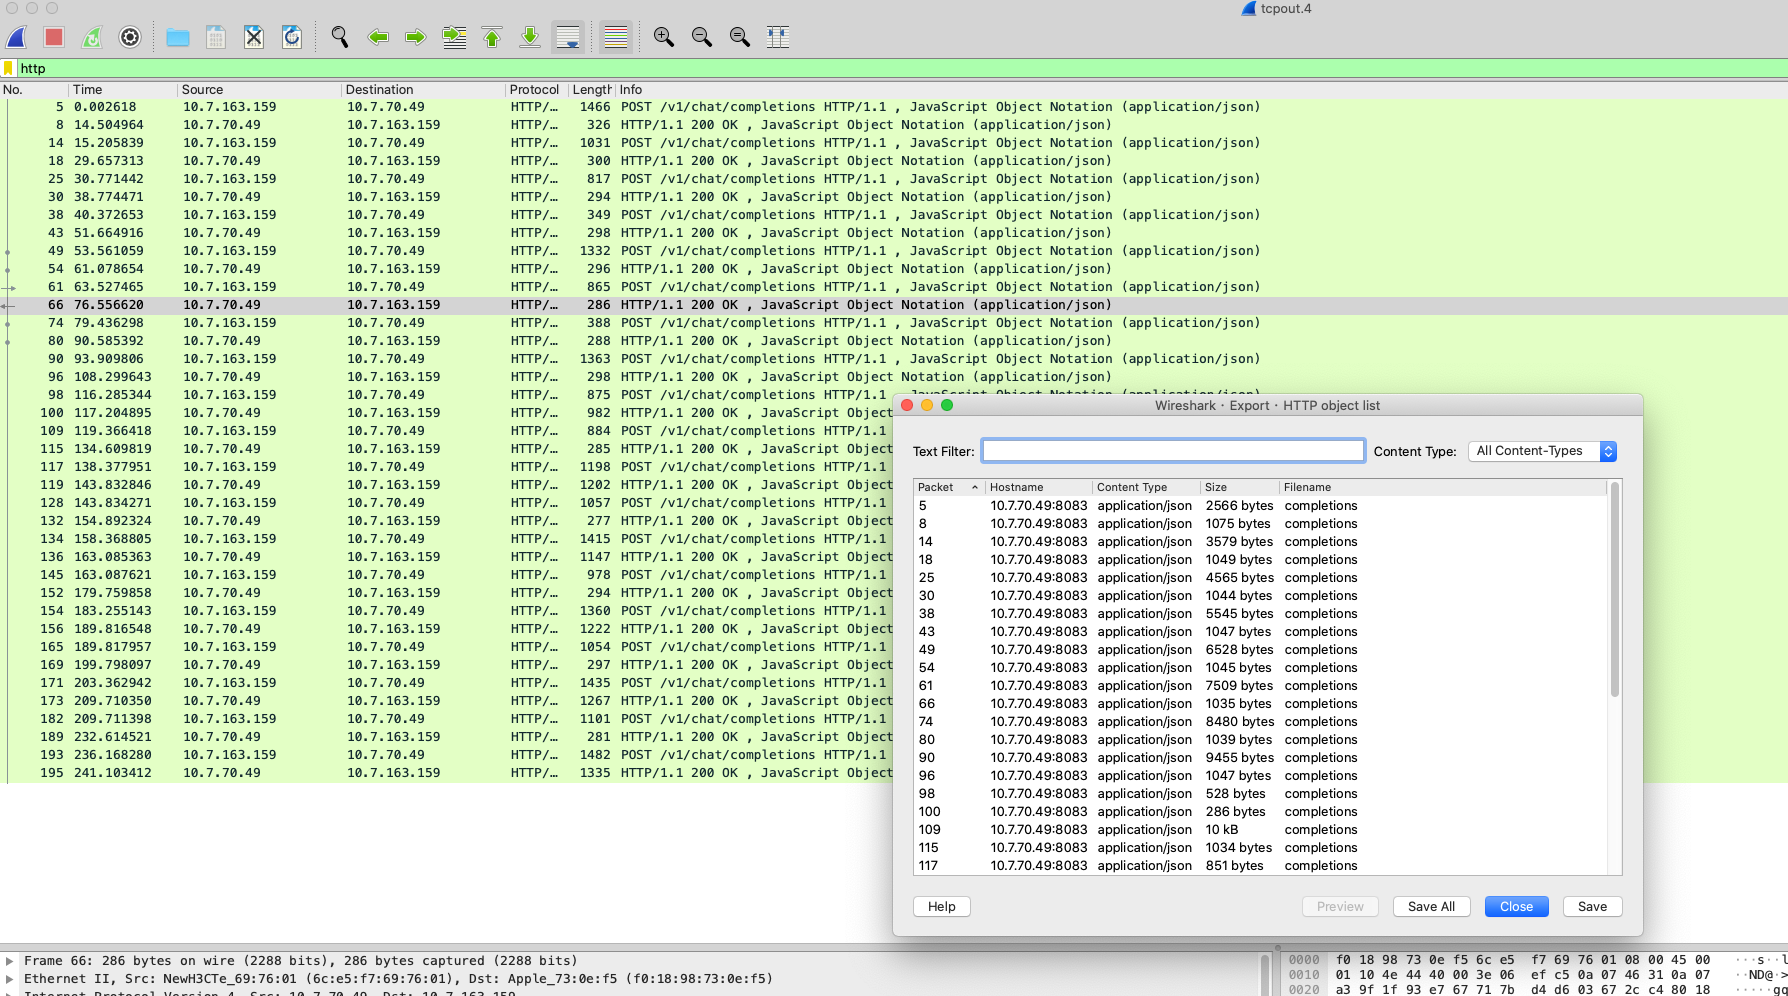 tcpout.4
http
No. Time Source Destination Protocol Length Info
5 0.002618 10.7.163.159 10.7.70.49 HTTP/… 1466 POST /v1/chat/completions HTTP/1.1 , JavaScript Object Notation (application/json)
8 14.504964 10.7.70.49 10.7.163.159 HTTP/… 326 HTTP/1.1 200 OK , JavaScript Object Notation (application/json)
14 15.205839 10.7.163.159 10.7.70.49 HTTP/… 1031 POST /v1/chat/completions HTTP/1.1 , JavaScript Object Notation (application/json)
18 29.657313 10.7.70.49 10.7.163.159 HTTP/… 300 HTTP/1.1 200 OK , JavaScript Object Notation (application/json)
25 30.771442 10.7.163.159 10.7.70.49 HTTP/… 817 POST /v1/chat/completions HTTP/1.1 , JavaScript Object Notation (application/json)
30 38.774471 10.7.70.49 10.7.163.159 HTTP/… 294 HTTP/1.1 200 OK , JavaScript Object Notation (application/json)
38 40.372653 10.7.163.159 10.7.70.49 HTTP/… 349 POST /v1/chat/completions HTTP/1.1 , JavaScript Object Notation (application/json)
43 51.664916 10.7.70.49 10.7.163.159 HTTP/… 298 HTTP/1.1 200 OK , JavaScript Object Notation (application/json)
49 53.561059 10.7.163.159 10.7.70.49 HTTP/… 1332 POST /v1/chat/completions HTTP/1.1 , JavaScript Object Notation (application/json)
54 61.078654 10.7.70.49 10.7.163.159 HTTP/… 296 HTTP/1.1 200 OK , JavaScript Object Notation (application/json)
61 63.527465 10.7.163.159 10.7.70.49 HTTP/… 865 POST /v1/chat/completions HTTP/1.1 , JavaScript Object Notation (application/json)
66 76.556620 10.7.70.49 10.7.163.159 HTTP/… 286 HTTP/1.1 200 OK , JavaScript Object Notation (application/json)
74 79.436298 10.7.163.159 10.7.70.49 HTTP/… 388 POST /v1/chat/completions HTTP/1.1 , JavaScript Object Notation (application/json)
80 90.585392 10.7.70.49 10.7.163.159 HTTP/… 288 HTTP/1.1 200 OK , JavaScript Object Notation (application/json)
90 93.909806 10.7.163.159 10.7.70.49 HTTP/… 1363 POST /v1/chat/completions HTTP/1.1 , JavaScript Object Notation (application/json)
96 108.299643 10.7.70.49 10.7.163.159 HTTP/… 298 HTTP/1.1 200 OK , JavaScript Object Notation (application/json)
98 116.285344 10.7.163.159 10.7.70.49 HTTP/… 875 POST /v1/chat/completions HTTP/1.1 , JavaScript Object Notation (application/json)
100 117.204895 10.7.70.49 10.7.163.159 HTTP/… 982 HTTP/1.1 200 OK , JavaScript Object
109 119.366418 10.7.163.159 10.7.70.49 HTTP/… 884 POST /v1/chat/completions HTTP/1.1
115 134.609819 10.7.70.49 10.7.163.159 HTTP/… 285 HTTP/1.1 200 OK , JavaScript Object
117 138.377951 10.7.163.159 10.7.70.49 HTTP/… 1198 POST /v1/chat/completions HTTP/1.1
119 143.832846 10.7.70.49 10.7.163.159 HTTP/… 1202 HTTP/1.1 200 OK , JavaScript Object
128 143.834271 10.7.163.159 10.7.70.49 HTTP/… 1057 POST /v1/chat/completions HTTP/1.1
132 154.892324 10.7.70.49 10.7.163.159 HTTP/… 277 HTTP/1.1 200 OK , JavaScript Object
134 158.368805 10.7.163.159 10.7.70.49 HTTP/… 1415 POST /v1/chat/completions HTTP/1.1
136 163.085363 10.7.70.49 10.7.163.159 HTTP/… 1147 HTTP/1.1 200 OK , JavaScript Object
145 163.087621 10.7.163.159 10.7.70.49 HTTP/… 978 POST /v1/chat/completions HTTP/1.1
152 179.759858 10.7.70.49 10.7.163.159 HTTP/… 294 HTTP/1.1 200 OK , JavaScript Object
154 183.255143 10.7.163.159 10.7.70.49 HTTP/… 1360 POST /v1/chat/completions HTTP/1.1
156 189.816548 10.7.70.49 10.7.163.159 HTTP/… 1222 HTTP/1.1 200 OK , JavaScript Object
165 189.817957 10.7.163.159 10.7.70.49 HTTP/… 1054 POST /v1/chat/completions HTTP/1.1
169 199.798097 10.7.70.49 10.7.163.159 HTTP/… 297 HTTP/1.1 200 OK , JavaScript Object
171 203.362942 10.7.163.159 10.7.70.49 HTTP/… 1435 POST /v1/chat/completions HTTP/1.1
173 209.710350 10.7.70.49 10.7.163.159 HTTP/… 1267 HTTP/1.1 200 OK , JavaScript Object
182 209.711398 10.7.163.159 10.7.70.49 HTTP/… 1101 POST /v1/chat/completions HTTP/1.1
189 232.614521 10.7.70.49 10.7.163.159 HTTP/… 281 HTTP/1.1 200 OK , JavaScript Object
193 236.168280 10.7.163.159 10.7.70.49 HTTP/… 1482 POST /v1/chat/completions HTTP/1.1
195 241.103412 10.7.70.49 10.7.163.159 HTTP/… 1335 HTTP/1.1 200 OK , JavaScript Object
Wireshark · Export · HTTP object list
Text Filter: Content Type: All Content-Types
Packet Hostname Content Type Size Filename
5 10.7.70.49:8083 application/json 2566 bytes completions
8 10.7.70.49:8083 application/json 1075 bytes completions
14 10.7.70.49:8083 application/json 3579 bytes completions
18 10.7.70.49:8083 application/json 1049 bytes completions
25 10.7.70.49:8083 application/json 4565 bytes completions
30 10.7.70.49:8083 application/json 1044 bytes completions
38 10.7.70.49:8083 application/json 5545 bytes completions
43 10.7.70.49:8083 application/json 1047 bytes completions
49 10.7.70.49:8083 application/json 6528 bytes completions
54 10.7.70.49:8083 application/json 1045 bytes completions
61 10.7.70.49:8083 application/json 7509 bytes completions
66 10.7.70.49:8083 application/json 1035 bytes completions
74 10.7.70.49:8083 application/json 8480 bytes completions
80 10.7.70.49:8083 application/json 1039 bytes completions
90 10.7.70.49:8083 application/json 9455 bytes completions
96 10.7.70.49:8083 application/json 1047 bytes completions
98 10.7.70.49:8083 application/json 528 bytes completions
100 10.7.70.49:8083 application/json 286 bytes completions
109 10.7.70.49:8083 application/json 10 kB completions
115 10.7.70.49:8083 application/json 1034 bytes completions
117 10.7.70.49:8083 application/json 851 bytes completions
Help Preview Save All Close Save
Frame 66: 286 bytes on wire (2288 bits), 286 bytes captured (2288 bits)
Ethernet II, Src: NewH3CTe_69:76:01 (6c:e5:f7:69:76:01), Dst: Apple_73:0e:f5 (f0:18:98:73:0e:f5)
Internet Protocol Version 4, Src: 10.7.70.49, Dst: 10.7.163.159
0000 f0 18 98 73 0e f5 6c e5 f7 69 76 01 08 00 45 00 ···s··l
0010 01 10 4e 44 40 00 3e 06 ef c5 0a 07 46 31 0a 07 ··ND@·>
0020 a3 9f 1f 93 e7 67 71 7b d4 d6 03 67 2c c4 80 18 ·····gq